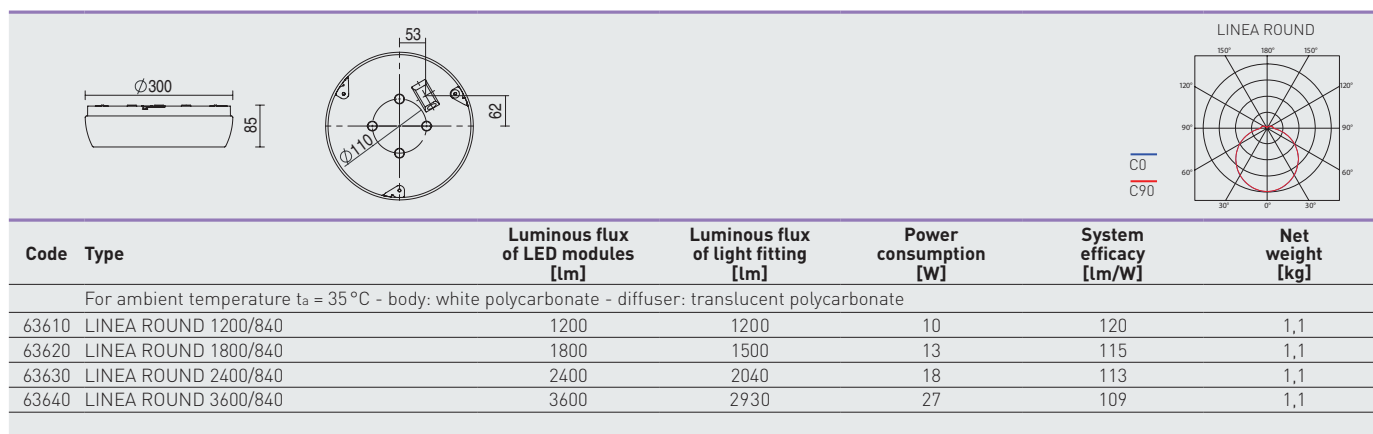 ∅300
85
53
62
∅110
LINEA ROUND
150° 180° 150°
120° 120°
90° 90°
60° 60°
30° 0° 30°
C0
C90
Code Type Luminous flux of LED modules [lm] Luminous flux of light fitting [lm] Power consumption [W] System efficacy [lm/W] Net weight [kg]
For ambient temperature ta = 35°C - body: white polycarbonate - diffuser: translucent polycarbonate
63610 LINEA ROUND 1200/840 1200 1200 10 120 1,1
63620 LINEA ROUND 1800/840 1800 1500 13 115 1,1
63630 LINEA ROUND 2400/840 2400 2040 18 113 1,1
63640 LINEA ROUND 3600/840 3600 2930 27 109 1,1